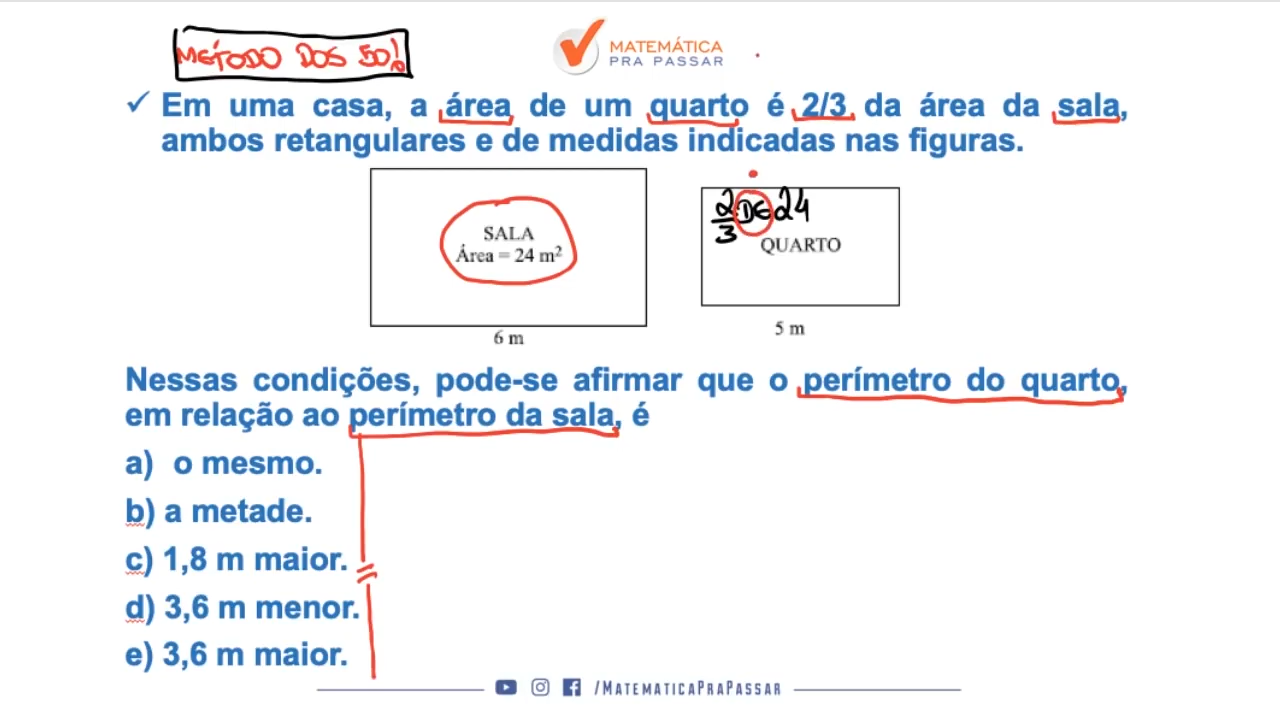 MÉTODO DOS 50!
MATEMÁTICA
PRA PASSAR
✓ Em uma casa, a área de um quarto é 2/3 da área da sala,
ambos retangulares e de medidas indicadas nas figuras.
SALA
Área = 24 m²
6 m
2/3 DE 24
QUARTO
5 m
Nessas condições, pode-se afirmar que o perímetro do quarto,
em relação ao perímetro da sala, é
a) o mesmo.
b) a metade.
c) 1,8 m maior.
d) 3,6 m menor.
e) 3,6 m maior.
/MATEMATICAPRAPASSAR